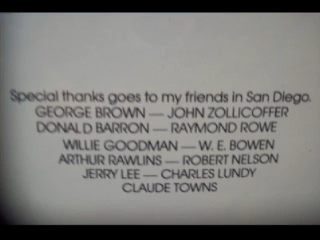 Special thanks goes to my friends in San Diego.
GEORGE BROWN — JOHN ZOLLICOFFER
DONALD BARRON — RAYMOND ROWE
WILLIE GOODMAN — W. E. BOWEN
ARTHUR RAWLINS — ROBERT NELSON
JERRY LEE — CHARLES LUNDY
CLAUDE TOWNS